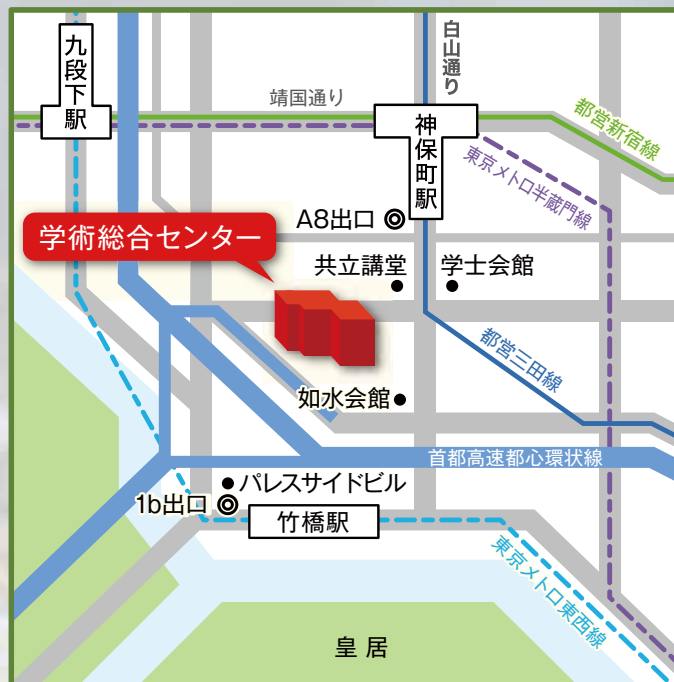 九段下駅
靖国通り
白山通り
神保町駅
都営新宿線
東京メトロ半蔵門線
A8出口
学術総合センター
共立講堂
学士会館
都営三田線
如水会館
首都高速都心環状線
パレスサイドビル
1b出口
竹橋駅
東京メトロ東西線
皇居